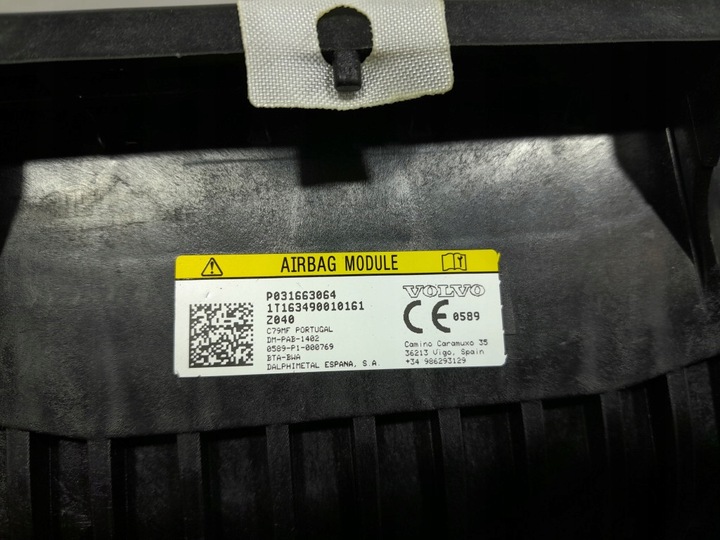 AIRBAG MODULE
P031663064
1T163490010161
Z040
C79MF PORTUGAL
DM-PAB-1402
0589-P1-000769
BTA-BWA
DALPHIMETAL ESPANA, S.A.
VOLVO
CE 0589
Camino Caramuxo 35
36213 Vigo, Spain
+34 986293129